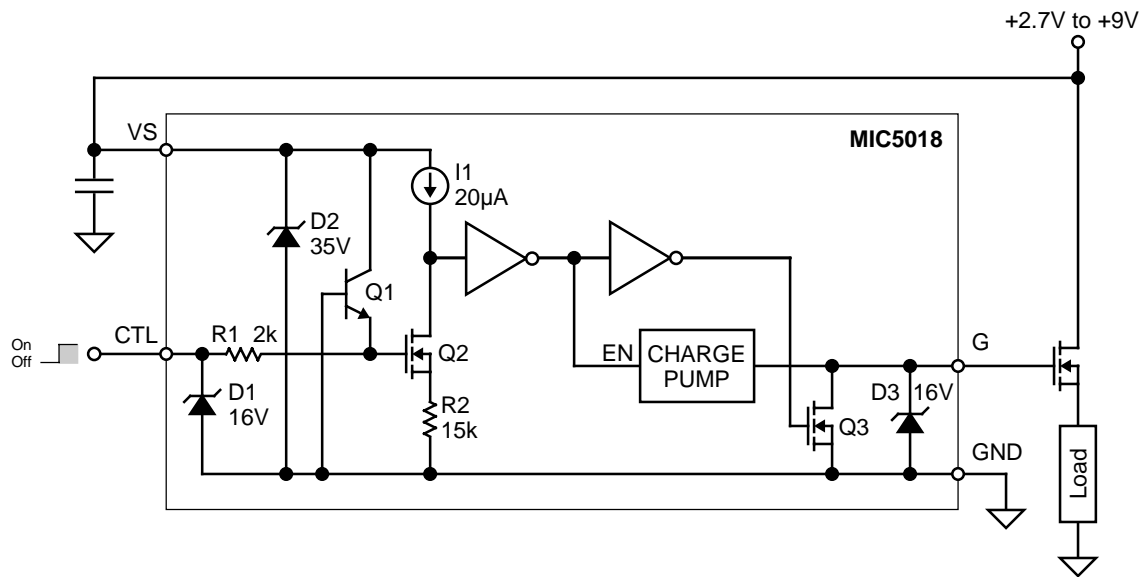 +2.7V to +9V
VS
MIC5018
I1
20µA
D2
35V
Q1
On
Off
CTL
R1 2k
Q2
EN
CHARGE
PUMP
G
D1
16V
R2
15k
D3 16V
Q3
GND
Load